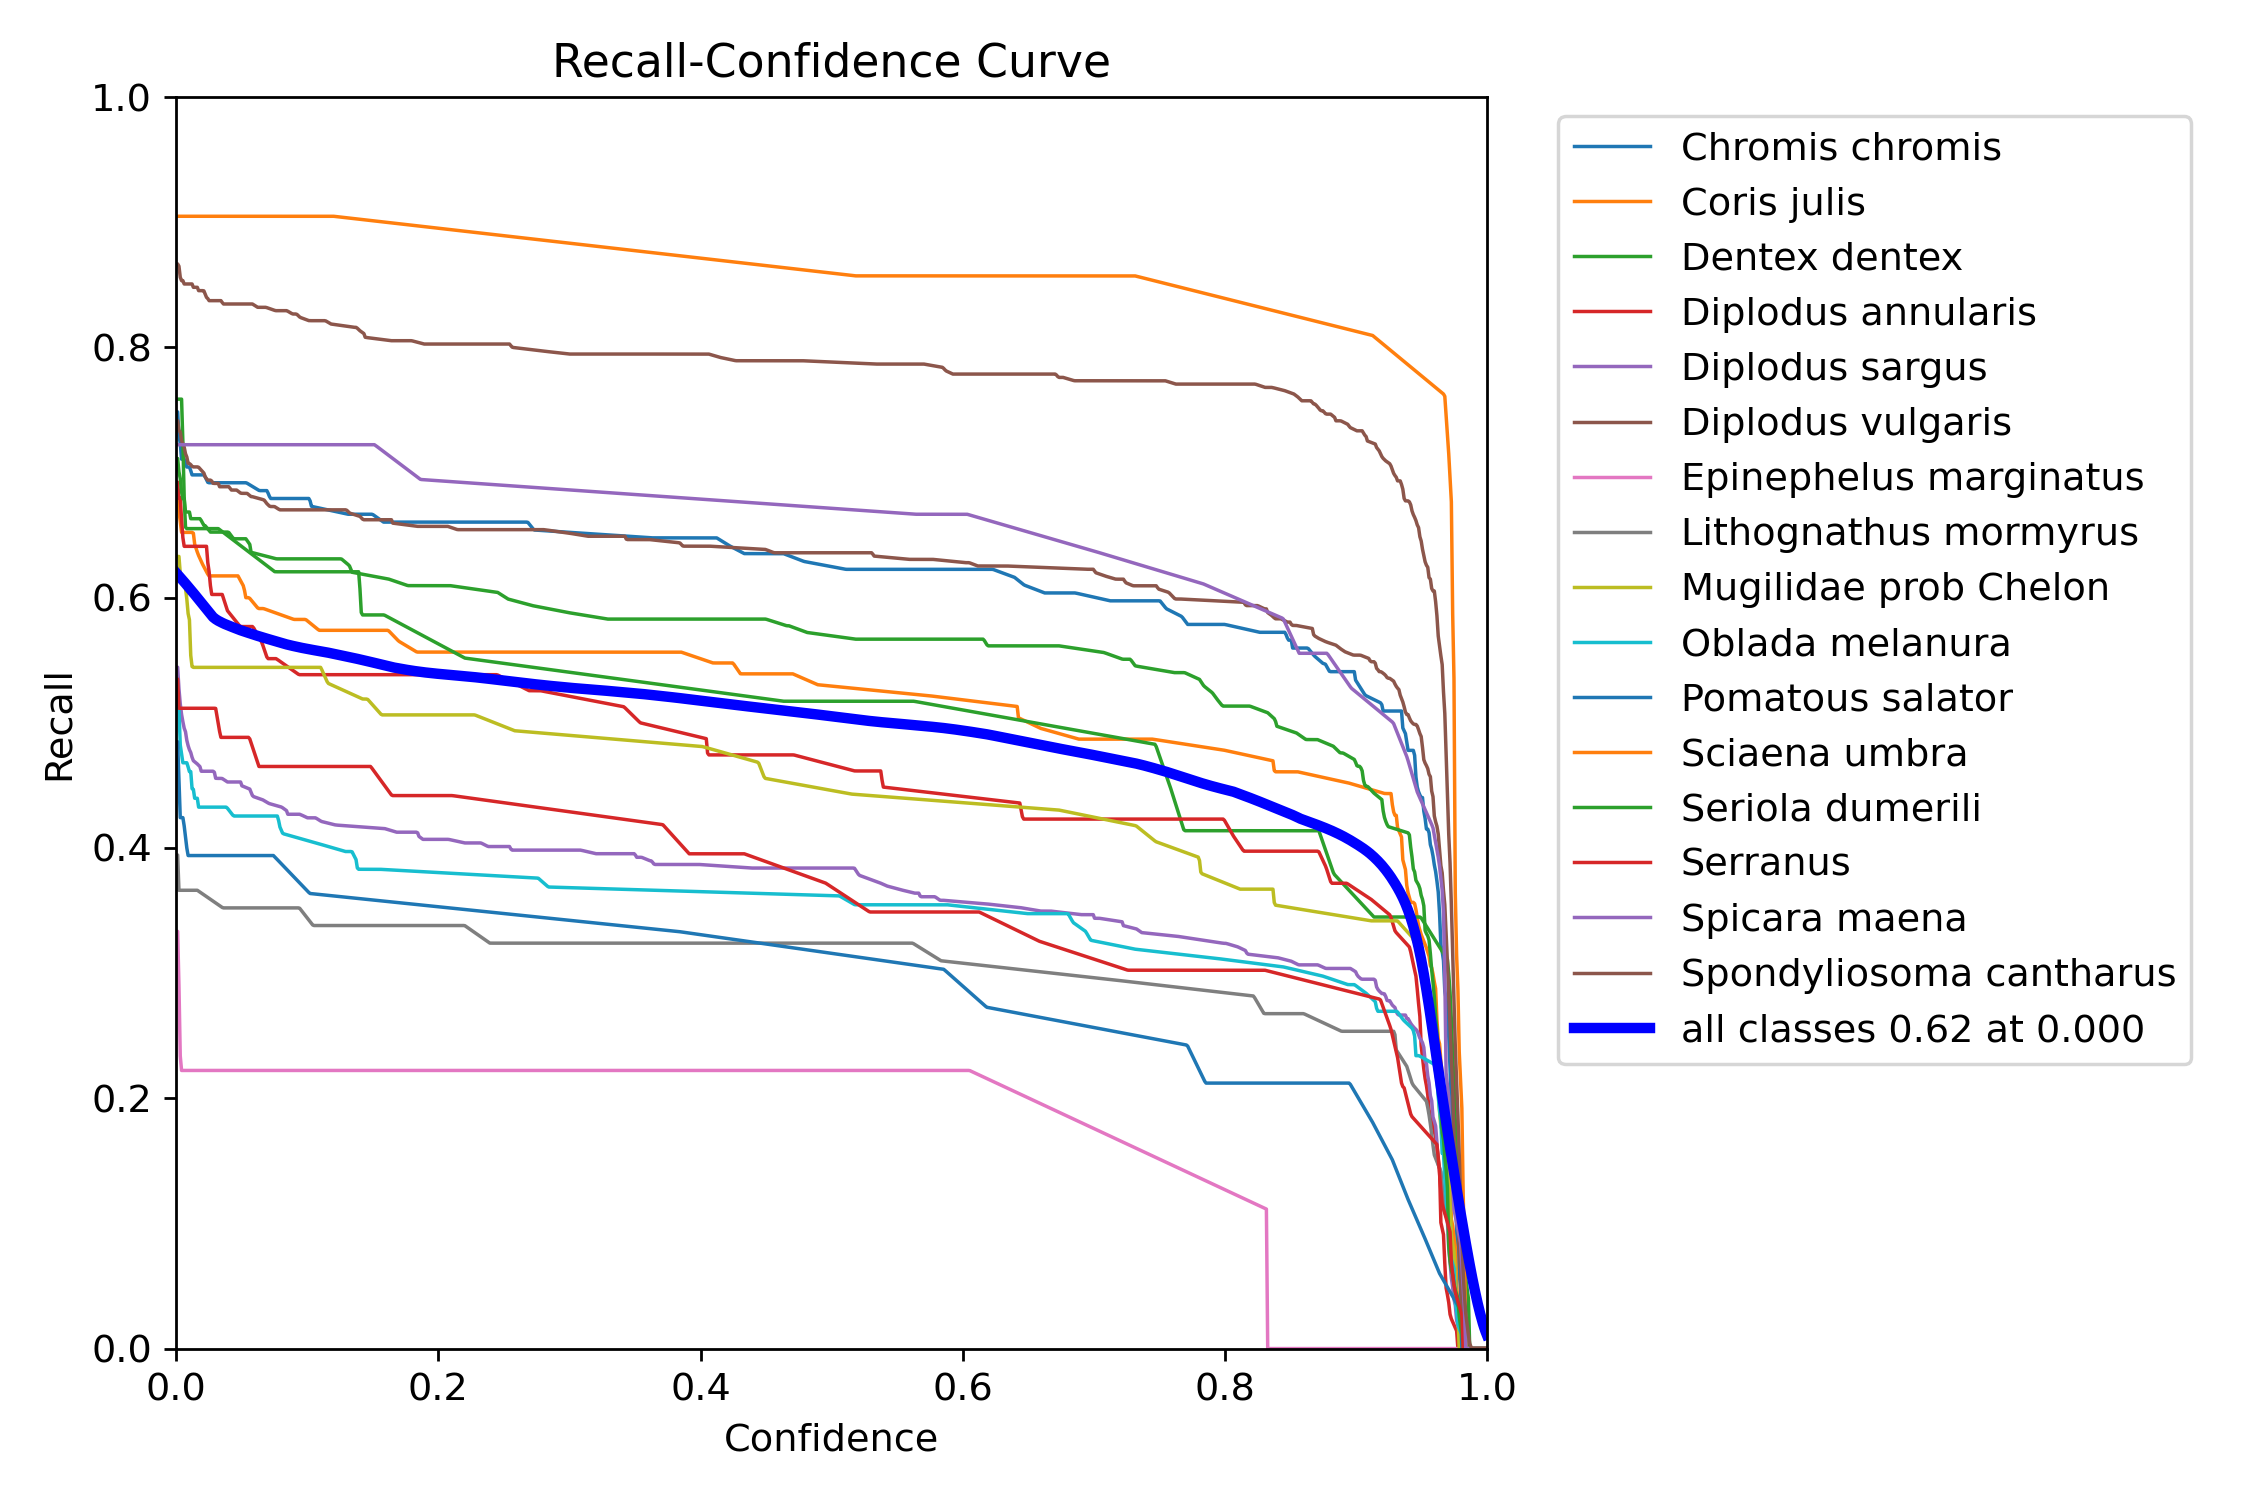 Recall-Confidence Curve
1.0
0.8
0.6
0.4
0.2
0.0
Recall
0.0 0.2 0.4 0.6 0.8 1.0
Confidence
Chromis chromis
Coris julis
Dentex dentex
Diplodus annularis
Diplodus sargus
Diplodus vulgaris
Epinephelus marginatus
Lithognathus mormyrus
Mugilidae prob Chelon
Oblada melanura
Pomatous salator
Sciaena umbra
Seriola dumerili
Serranus
Spicara maena
Spondyliosoma cantharus
all classes 0.62 at 0.000